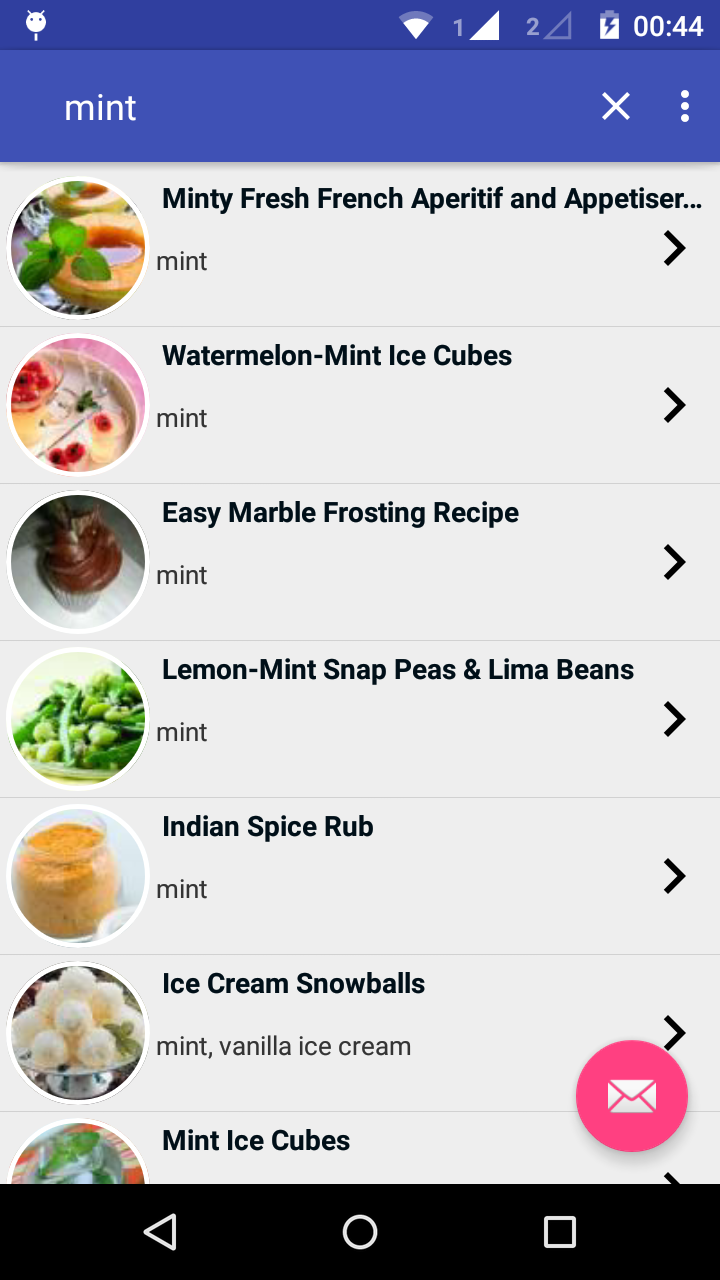 1 2 00:44
mint
Minty Fresh French Aperitif and Appetiser...
mint
Watermelon-Mint Ice Cubes
mint
Easy Marble Frosting Recipe
mint
Lemon-Mint Snap Peas & Lima Beans
mint
Indian Spice Rub
mint
Ice Cream Snowballs
mint, vanilla ice cream
Mint Ice Cubes